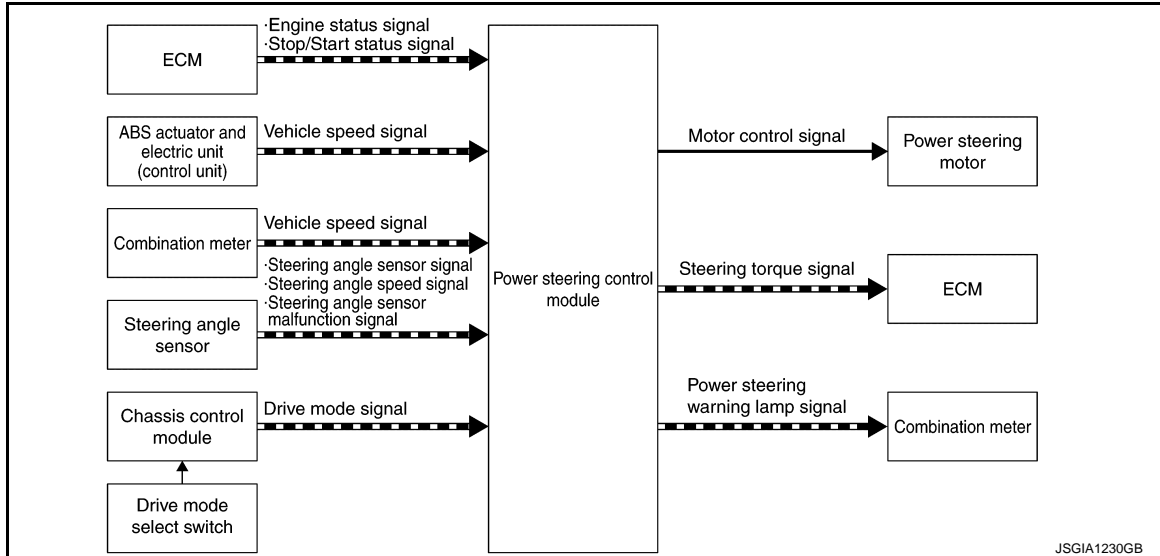 ·Engine status signal
·Stop/Start status signal
ECM
ABS actuator and
electric unit
(control unit)
Vehicle speed signal
Combination meter
Vehicle speed signal
·Steering angle sensor signal
·Steering angle speed signal
·Steering angle sensor
malfunction signal
Steering angle
sensor
Chassis control
module
Drive mode signal
Drive mode
select switch
Power steering control
module
Motor control signal
Power steering
motor
Steering torque signal
ECM
Power steering
warning lamp signal
Combination meter
JSGIA1230GB